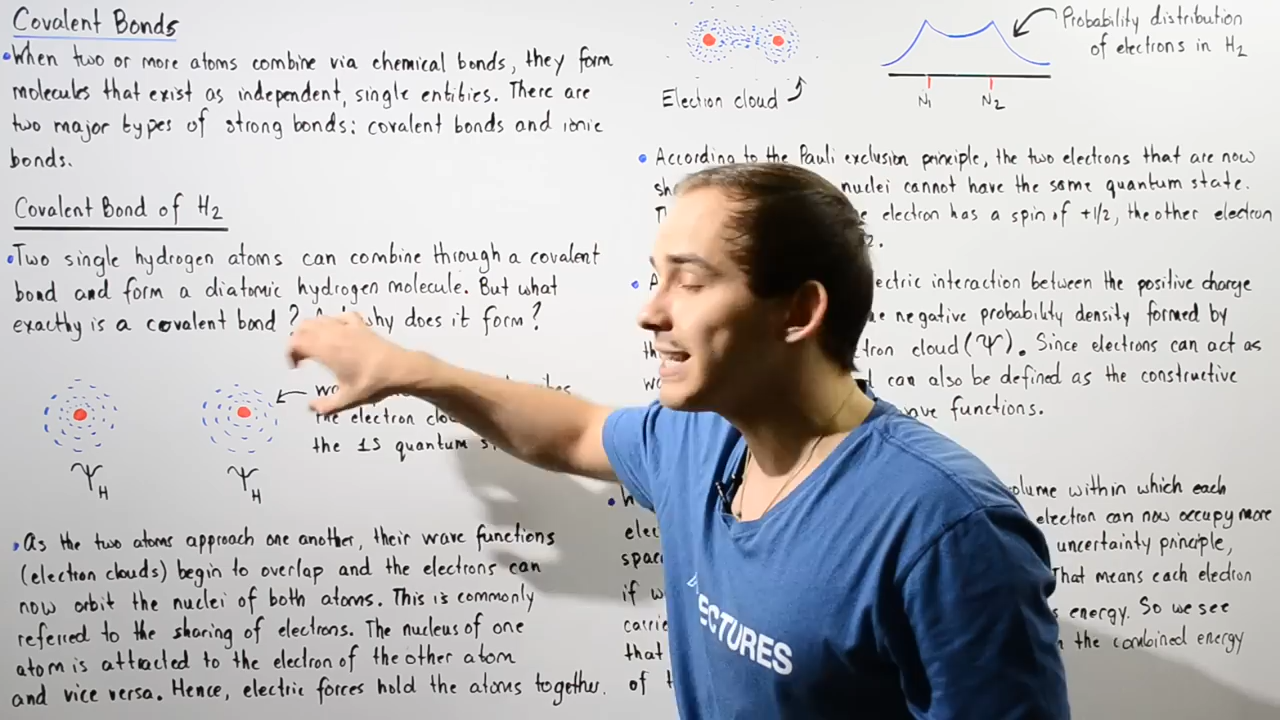 Covalent Bonds
•When two or more atoms combine via chemical bonds, they form
molecules that exist as independent, single entities. There are
two major types of strong bonds: covalent bonds and ionic
bonds.
Covalent Bond of H2
•Two single hydrogen atoms can combine through a covalent
bond and form a diatomic hydrogen molecule. But what
exactly is a covalent bond? why does it form?
the electron
the 1S quantum
ΨH ΨH
•As the two atoms approach one another, their wave functions
(electron clouds) begin to overlap and the electrons can
now orbit the nuclei of both atoms. This is commonly
referred to the sharing of electrons. The nucleus of one
atom is attracted to the electron of the other atom
and vice versa. Hence, electric forces hold the atoms together.
Electron cloud
Probability distribution
of electrons in H2
N1 N2
•According to the Pauli exclusion principle, the two electrons that are now
nuclei cannot have the same quantum state.
electron has a spin of +1/2, the other electron
interaction between the positive charge
negative probability density formed by
cloud (Ψ). Since electrons can act as
can also be defined as the constructive
functions.
within which each
electron can now occupy more
uncertainty principle,
if
That means each electron
energy. So we see
that
the combined energy
of
ECTURES